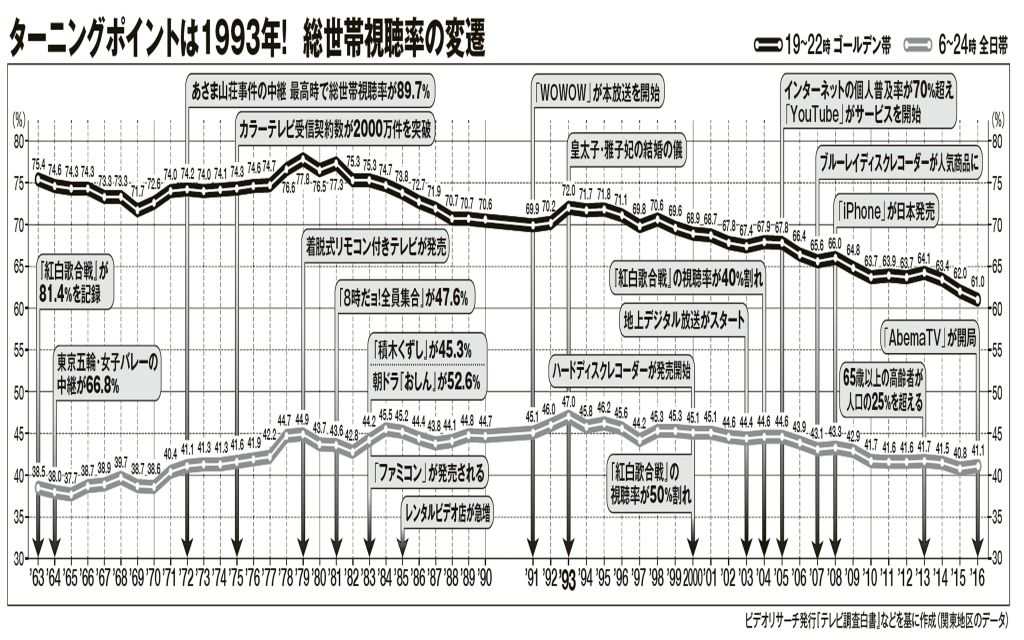 ターニングポイントは1993年! 総世帯視聴率の変遷
19~22時 ゴールデン帯 6~24時 全日帯
あさま山荘事件の中継 最高時で総世帯視聴率が89.7%
カラーテレビ受信契約数が2000万件を突破
「WOWOW」が本放送を開始
皇太子・雅子妃の結婚の儀
インターネットの個人普及率が70%超え
「YouTube」がサービスを開始
ブルーレイディスクレコーダーが人気商品に
「iPhone」が日本発売
(%)
80
75
70
65
60
55
50
45
40
35
30
(%)
80
75
70
65
60
55
50
45
40
35
30
75.4 74.6 74.3 74.3 73.3 73.3 71.7 72.6 74.0 74.2 74.0 74.1 74.3 74.6 74.7 76.6 77.8 76.5 77.3 75.3 75.3 74.7 73.8 72.7 71.9 70.7 70.7 70.6
69.9 70.2 72.0 71.7 71.8 71.1 69.8 70.6 69.6 68.9 68.7 67.8 67.4 67.9 67.8 66.4 65.6 66.0 64.8 63.7 63.9 63.7 64.1 63.4 62.0 61.0
着脱式リモコン付きテレビが発売
「紅白歌合戦」が
81.4%を記録
「8時だョ!全員集合」が47.6%
「紅白歌合戦」の視聴率が40%割れ
地上デジタル放送がスタート
「AbemaTV」が開局
東京五輪・女子バレーの
中継が66.8%
「積木くずし」が45.3%
朝ドラ「おしん」が52.6%
ハードディスクレコーダーが発売開始
65歳以上の高齢者が
人口の25%を超える
38.5 38.0 37.7 38.7 38.9 39.7 38.7 38.6 40.4 41.1 41.3 41.3 41.6 41.9 42.2 44.7 44.9 43.7 43.6 42.8 44.2 45.5 45.2 44.4 43.8 44.1 44.8 44.7
45.1 46.0 47.0 45.8 46.2 45.6 44.2 45.3 45.3 45.1 45.1 44.6 44.4 44.6 44.6 43.9 43.1 43.3 42.9 41.7 41.6 41.6 41.7 41.5 40.8 41.1
「ファミコン」が発売される
レンタルビデオ店が急増
「紅白歌合戦」の
視聴率が50%割れ
'63 '64 '65 '66 '67 '68 '69 '70 '71 '72 '73 '74 '75 '76 '77 '78 '79 '80 '81 '82 '83 '84 '85 '86 '87 '88 '89 '90 '91 '92 '93 '94 '95 '96 '97 '98 '99 2000 '01 '02 '03 '04 '05 '06 '07 '08 '09 '10 '11 '12 '13 '14 '15 '16
ビデオリサーチ発行「テレビ調査白書」などを基に作成(関東地区のデータ)